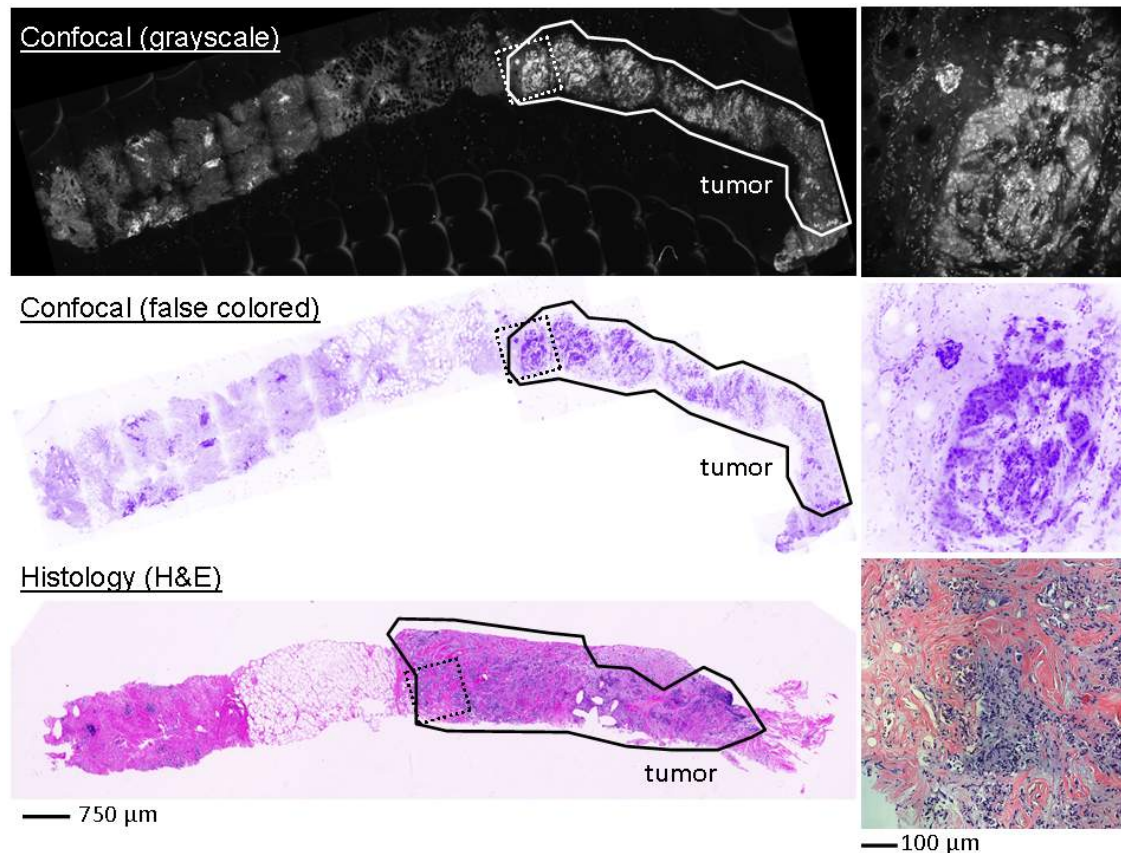 Confocal (grayscale)
tumor
Confocal (false colored)
tumor
Histology (H&E)
tumor
750 µm
100 µm